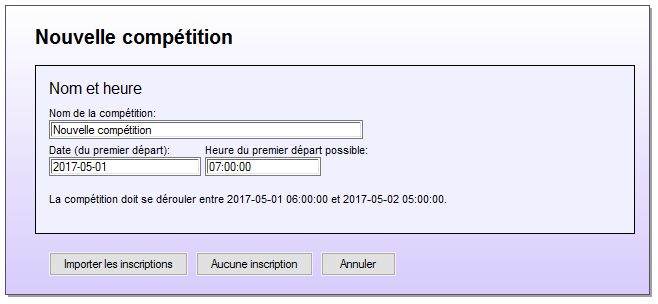 Nouvelle compétition
Nom et heure
Nom de la compétition:
Nouvelle compétition
Date (du premier départ): Heure du premier départ possible:
2017-05-01 07:00:00
La compétition doit se dérouler entre 2017-05-01 06:00:00 et 2017-05-02 05:00:00.
Importer les inscriptions Aucune inscription Annuler